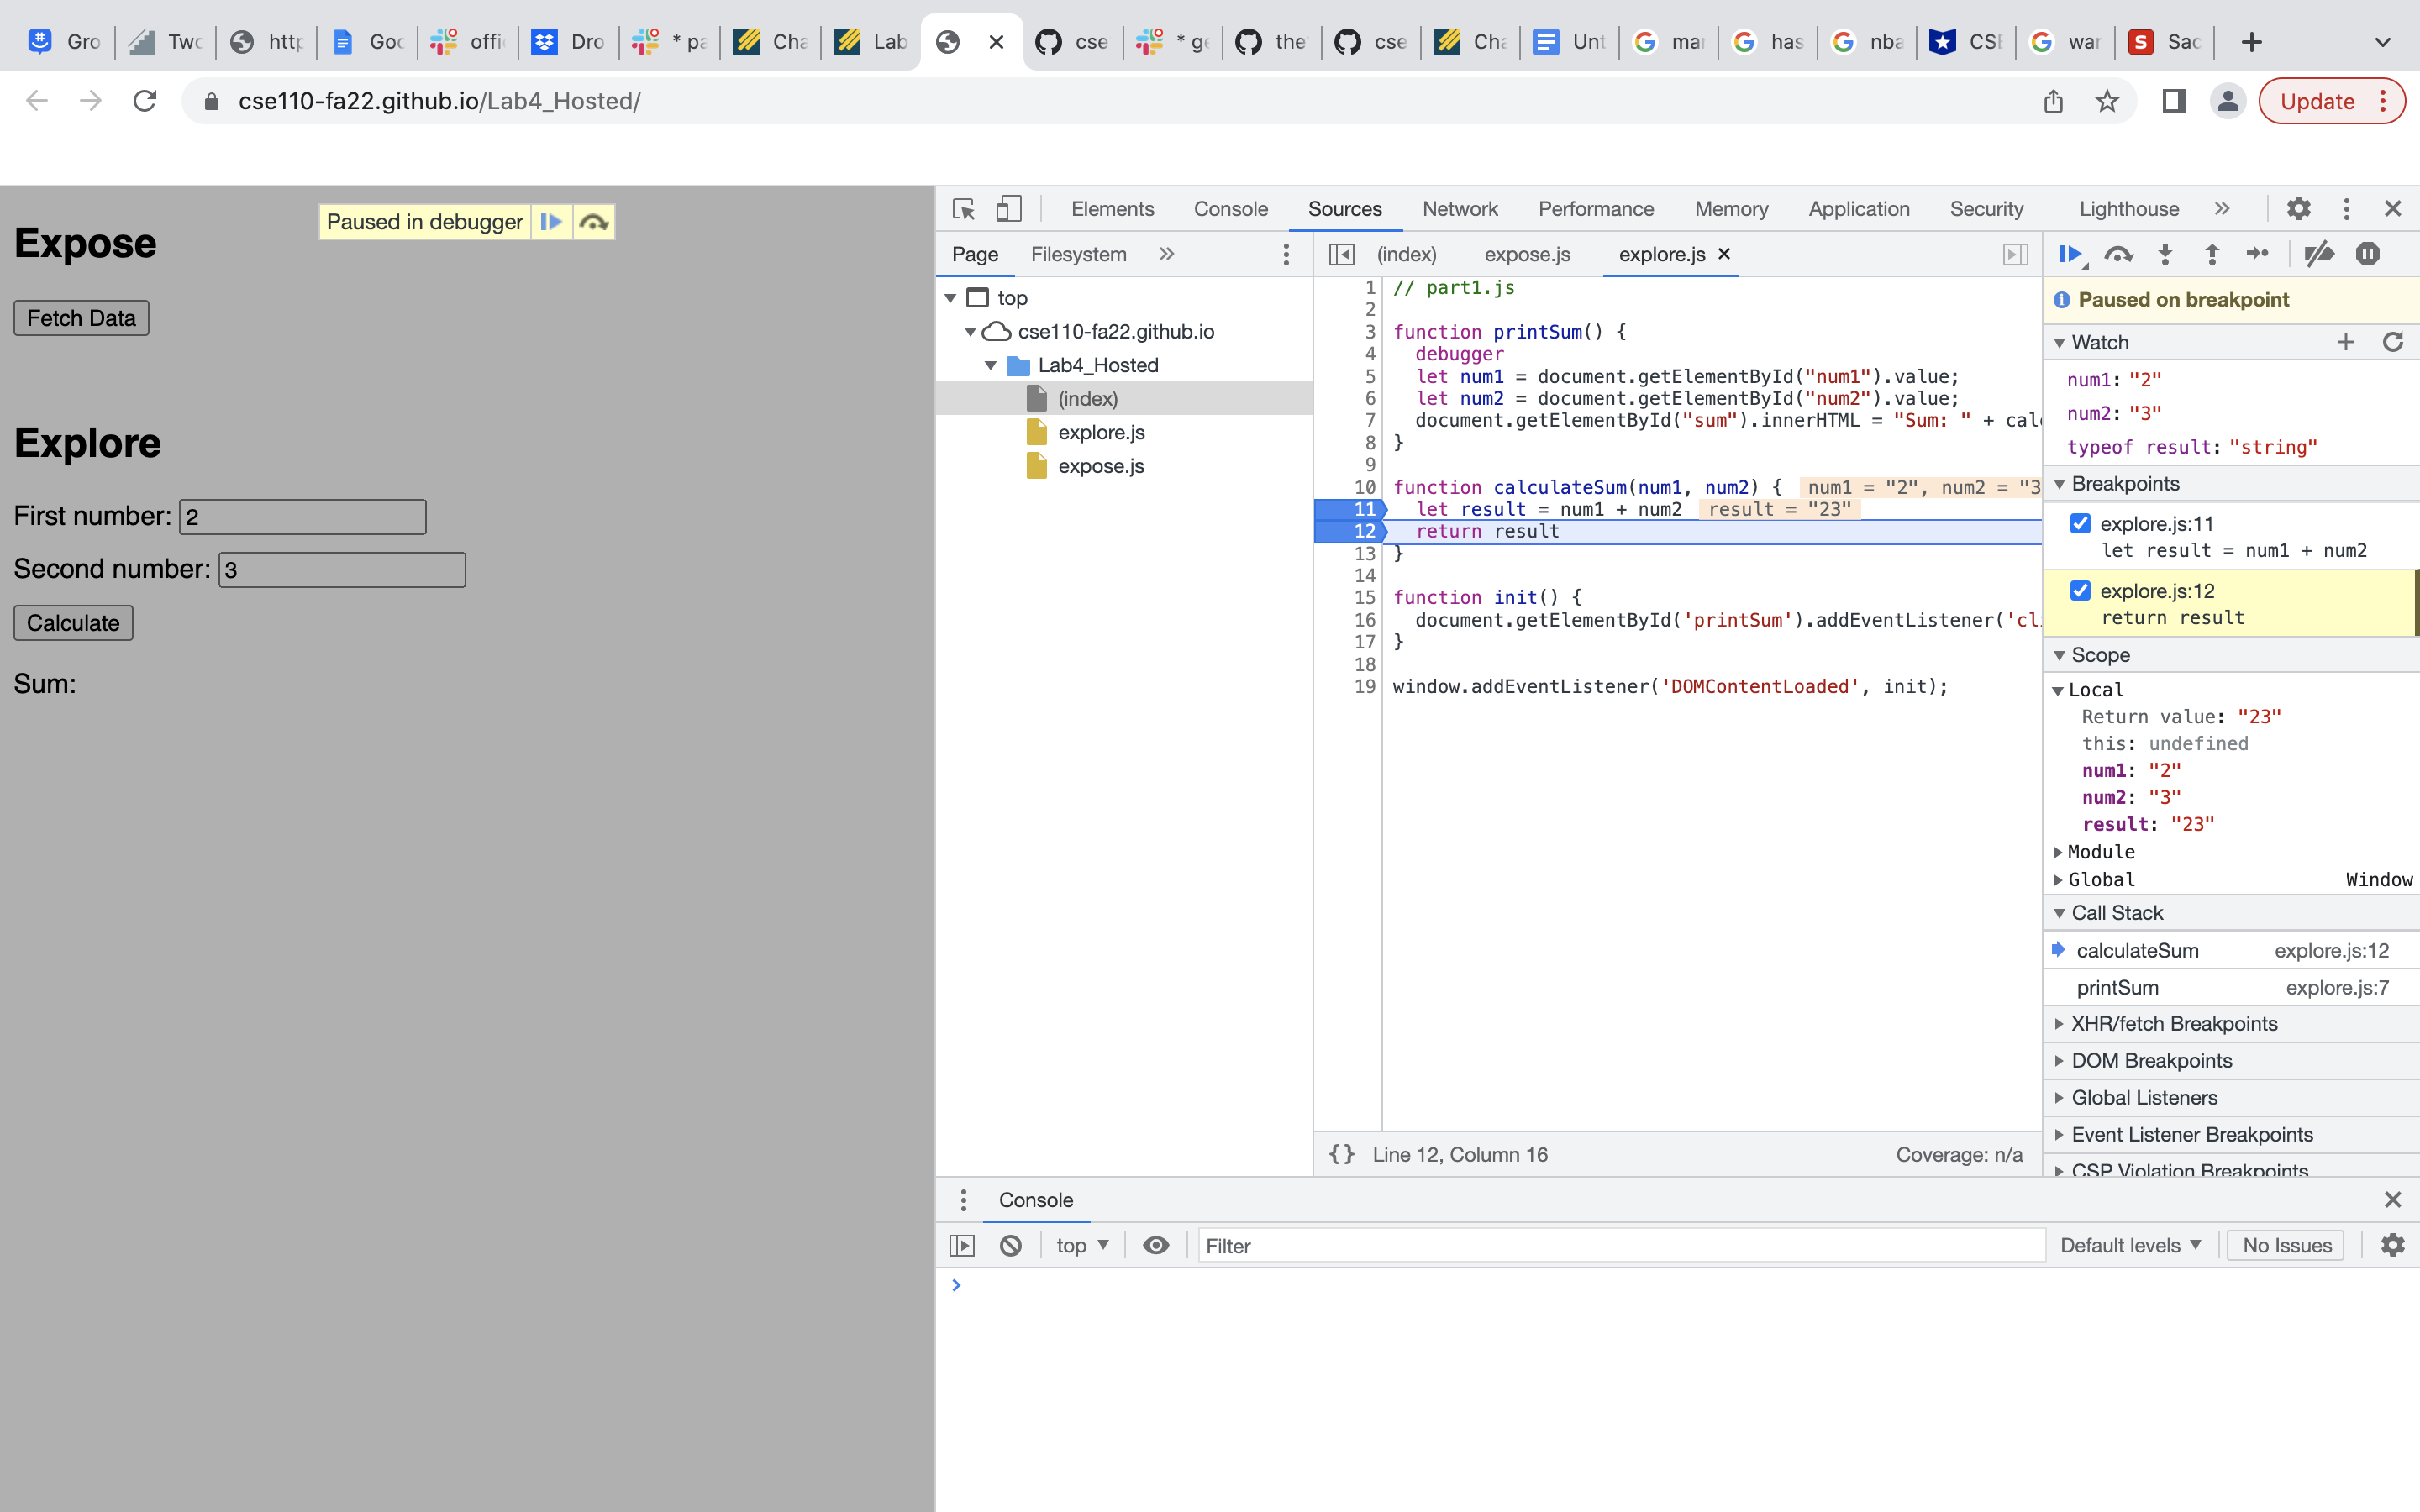 Gro Twc http Goo offi Dro * pa Cha Lab cse * ge the cse Cha Unt mar has nba CSE war Sac
cse110-fa22.github.io/Lab4_Hosted/
Update
Expose
Paused in debugger
Fetch Data
Explore
First number: 2
Second number: 3
Calculate
Sum:
Elements Console Sources Network Performance Memory Application Security Lighthouse
Page Filesystem
top
cse110-fa22.github.io
Lab4_Hosted
(index)
explore.js
expose.js
(index) expose.js explore.js
1 // part1.js
2
3 function printSum() {
4 debugger
5 let num1 = document.getElementById("num1").value;
6 let num2 = document.getElementById("num2").value;
7 document.getElementById("sum").innerHTML = "Sum: " + calc
8 }
9
10 function calculateSum(num1, num2) { num1 = "2", num2 = "3
11 let result = num1 + num2 result = "23"
12 return result
13 }
14
15 function init() {
16 document.getElementById('printSum').addEventListener('cli
17 }
18
19 window.addEventListener('DOMContentLoaded', init);
{} Line 12, Column 16 Coverage: n/a
Paused on breakpoint
Watch
num1: "2"
num2: "3"
typeof result: "string"
Breakpoints
explore.js:11
let result = num1 + num2
explore.js:12
return result
Scope
Local
Return value: "23"
this: undefined
num1: "2"
num2: "3"
result: "23"
Module
Global Window
Call Stack
calculateSum explore.js:12
printSum explore.js:7
XHR/fetch Breakpoints
DOM Breakpoints
Global Listeners
Event Listener Breakpoints
CSP Violation Breakpoints
Console
top Filter Default levels No Issues